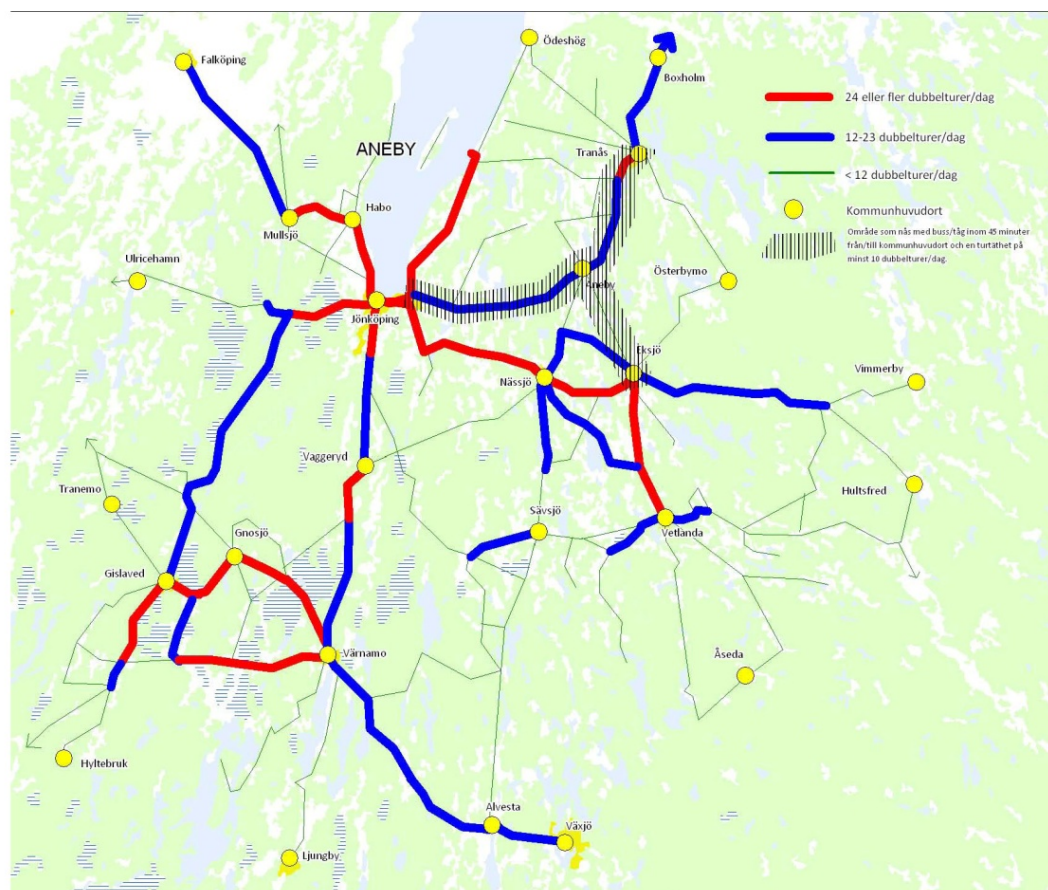 Ödeshög
Falköping
Boxholm
24 eller fler dubbelturer/dag
12-23 dubbelturer/dag
ANEBY
Tranås
< 12 dubbelturer/dag
Habo
Kommunhuvudort
Mullsjö
Område som nås med buss/tåg inom 45 minuter
från/till kommunhuvudort och en turtäthet på
minst 10 dubbelturer/dag.
Ulricehamn
Österbymo
Aneby
Jönköping
Eksjö
Vimmerby
Nässjö
Vaggeryd
Hultsfred
Tranemo
Sävsjö
Vetlanda
Gnosjö
Gislaved
Värnamo
Åseda
Hyltebruk
Alvesta
Växjö
Ljungby